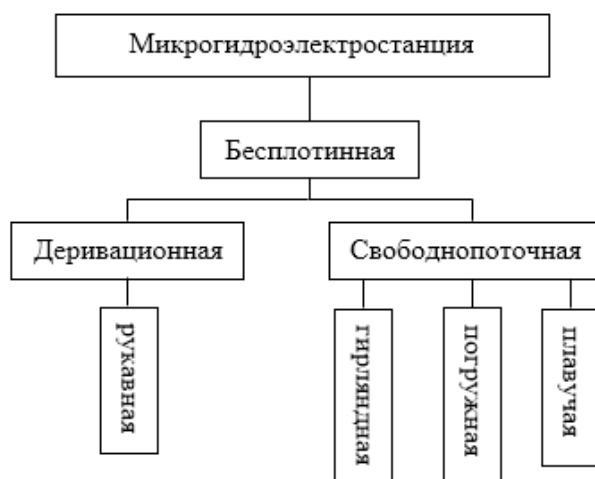 Микрогидроэлектростанция
Бесплотинная
Деривационная
Свободнопоточная
рукавная
гирляндная
погружная
плавучая